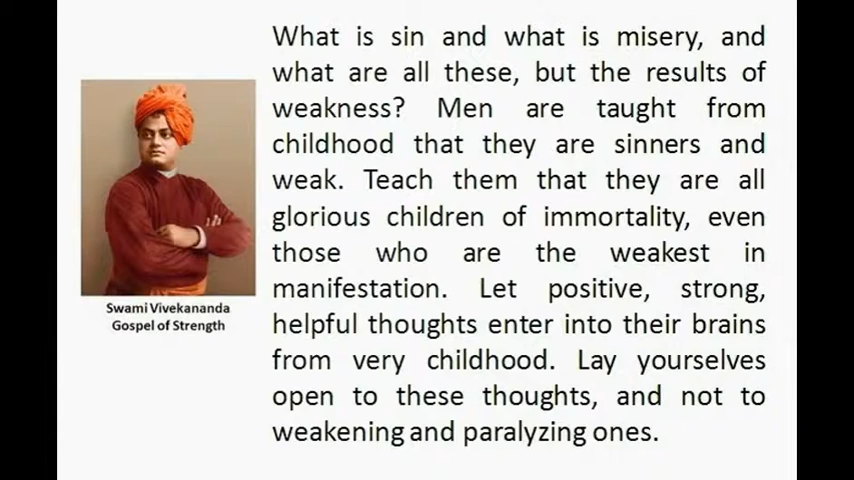 What is sin and what is misery, and
what are all these, but the results of
weakness? Men are taught from
childhood that they are sinners and
weak. Teach them that they are all
glorious children of immortality, even
those who are the weakest in
manifestation. Let positive, strong,
helpful thoughts enter into their brains
from very childhood. Lay yourselves
open to these thoughts, and not to
weakening and paralyzing ones.
Swami Vivekananda
Gospel of Strength